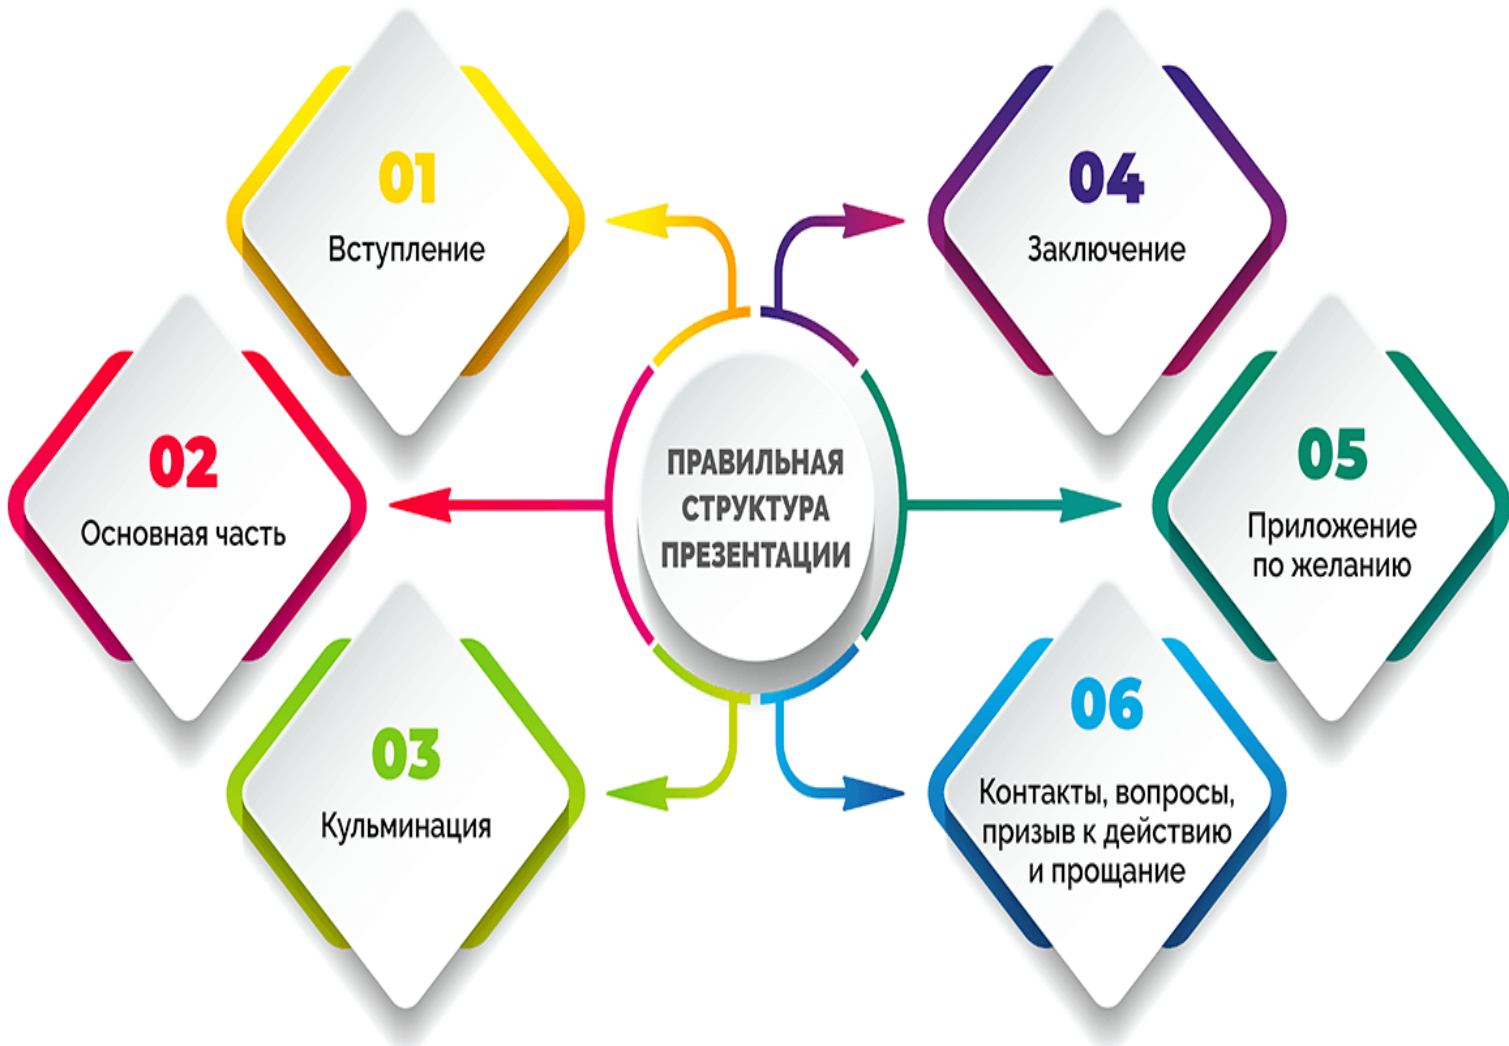 ПРАВИЛЬНАЯ
СТРУКТУРА
ПРЕЗЕНТАЦИИ
01
Вступление
02
Основная часть
03
Кульминация
04
Заключение
05
Приложение
по желанию
06
Контакты, вопросы,
призыв к действию
и прощание